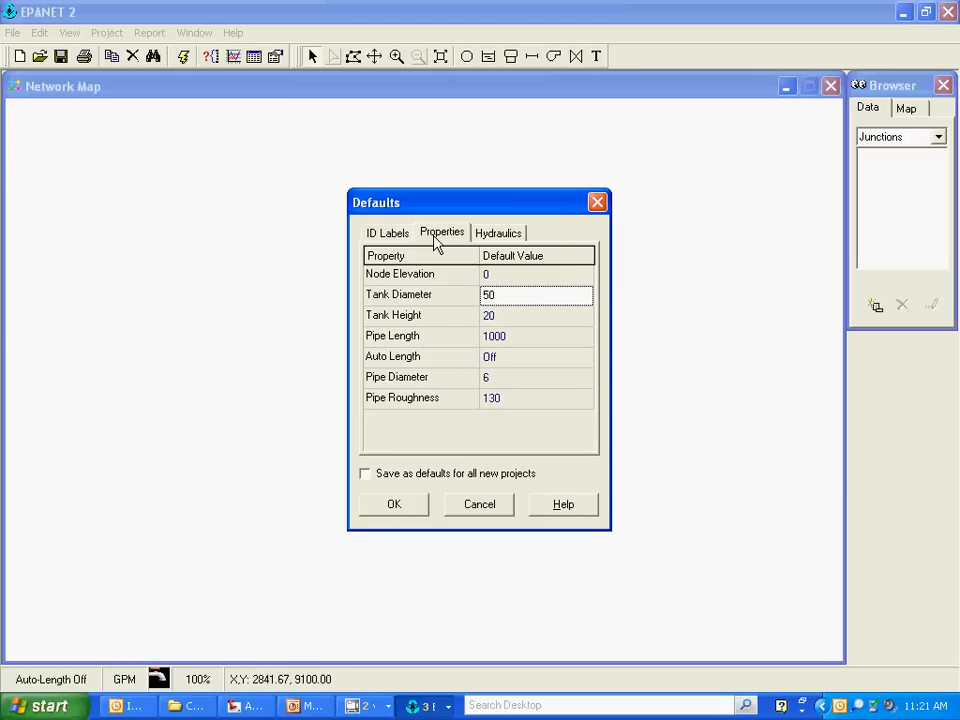 EPANET 2
File Edit View Project Report Window Help
T
Network Map
Browser
Data Map
Junctions
Defaults
ID Labels Properties Hydraulics
Property Default Value
Node Elevation 0
Tank Diameter 50
Tank Height 20
Pipe Length 1000
Auto Length Off
Pipe Diameter 6
Pipe Roughness 130
Save as defaults for all new projects
OK Cancel Help
Auto-Length Off GPM 100% X,Y: 2841.67, 9100.00
start I... C... A... M... 2 3 E Search Desktop 11:21 AM